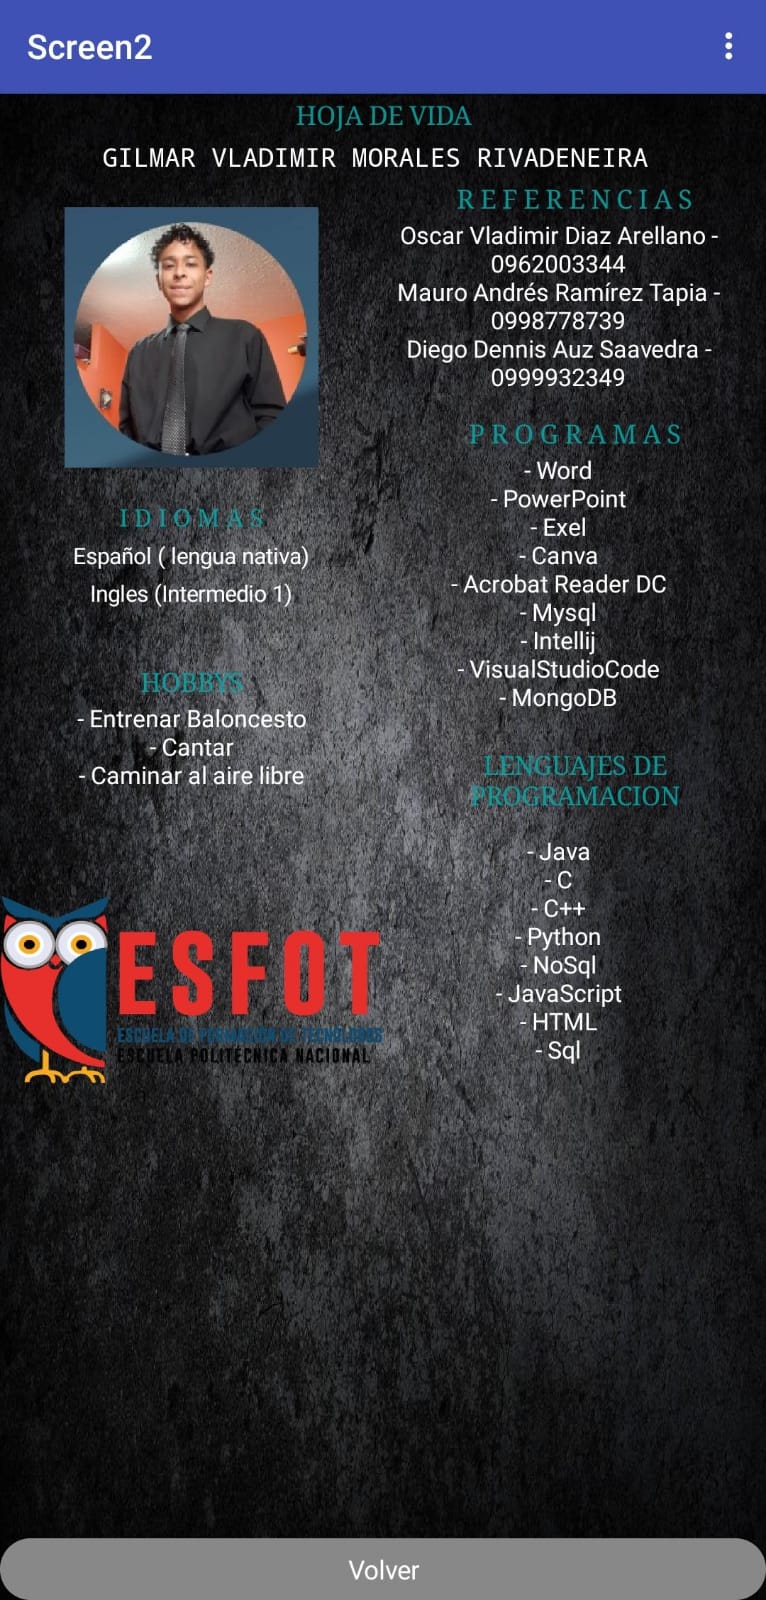 Screen2
HOJA DE VIDA
GILMAR VLADIMIR MORALES RIVADENEIRA
REFERENCIAS
Oscar Vladimir Diaz Arellano -
0962003344
Mauro Andrés Ramírez Tapia -
0998778739
Diego Dennis Auz Saavedra -
0999932349
PROGRAMAS
- Word
- PowerPoint
- Exel
- Canva
- Acrobat Reader DC
- Mysql
- Intellij
- VisualStudioCode
- MongoDB
IDIOMAS
Español ( lengua nativa)
Ingles (Intermedio 1)
HOBBYS
- Entrenar Baloncesto
- Cantar
- Caminar al aire libre
LENGUAJES DE
PROGRAMACION
- Java
- C
- C++
- Python
- NoSql
- JavaScript
- HTML
- Sql
ESFOT
ESCUELA DE FORMACIÓN DE TECNÓLOGOS
ESCUELA POLITÉCNICA NACIONAL
Volver